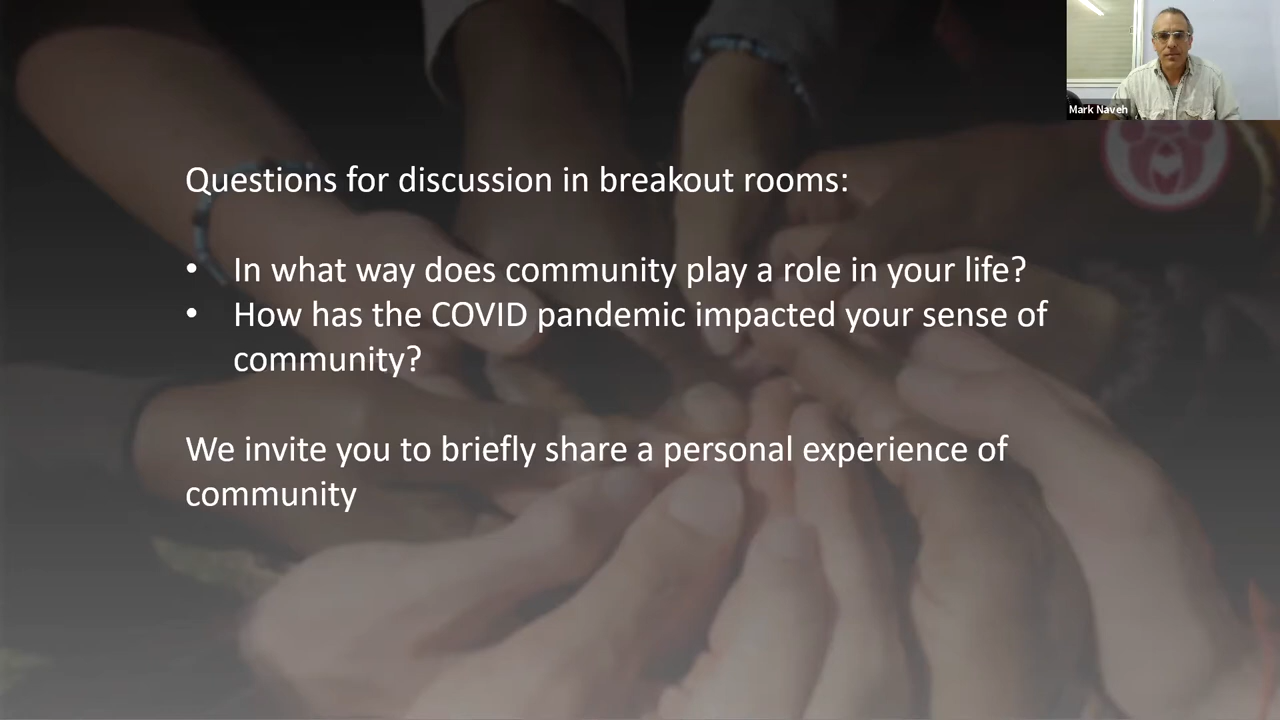 Mark Naveh
Questions for discussion in breakout rooms:
• In what way does community play a role in your life?
• How has the COVID pandemic impacted your sense of
community?
We invite you to briefly share a personal experience of
community